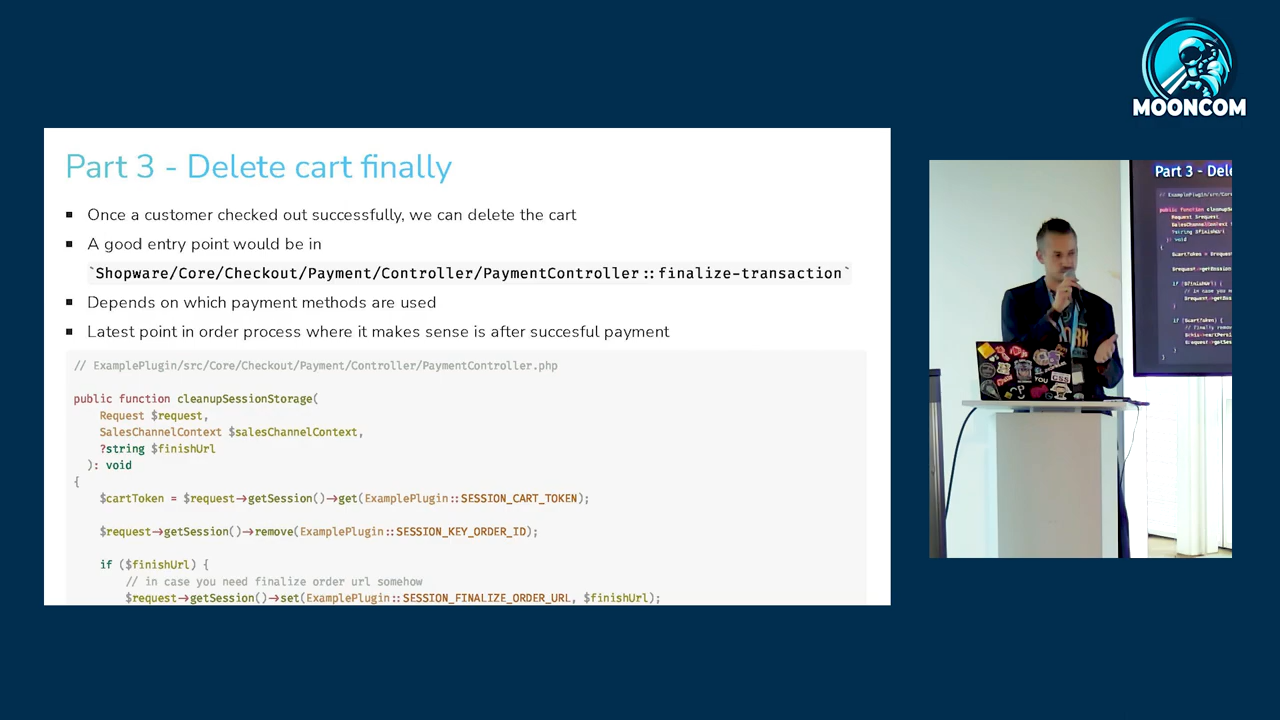 MOONCOM
Part 3 - Delete cart finally
Once a customer checked out successfully, we can delete the cart
A good entry point would be in
`Shopware/Core/Checkout/Payment/Controller/PaymentController::finalize-transaction`
Depends on which payment methods are used
Latest point in order process where it makes sense is after succesful payment
// ExamplePlugin/src/Core/Checkout/Payment/Controller/PaymentController.php
public function cleanupSessionStorage(
Request $request,
SalesChannelContext $salesChannelContext,
?string $finishUrl
): void
{
$cartToken = $request->getSession()->get(ExamplePlugin::SESSION_CART_TOKEN);
$request->getSession()->remove(ExamplePlugin::SESSION_KEY_ORDER_ID);
if ($finishUrl) {
// in case you need finalize order url somehow
$request->getSession()->set(ExamplePlugin::SESSION_FINALIZE_ORDER_URL, $finishUrl);
Part 3 - Dele
YOU
CSS